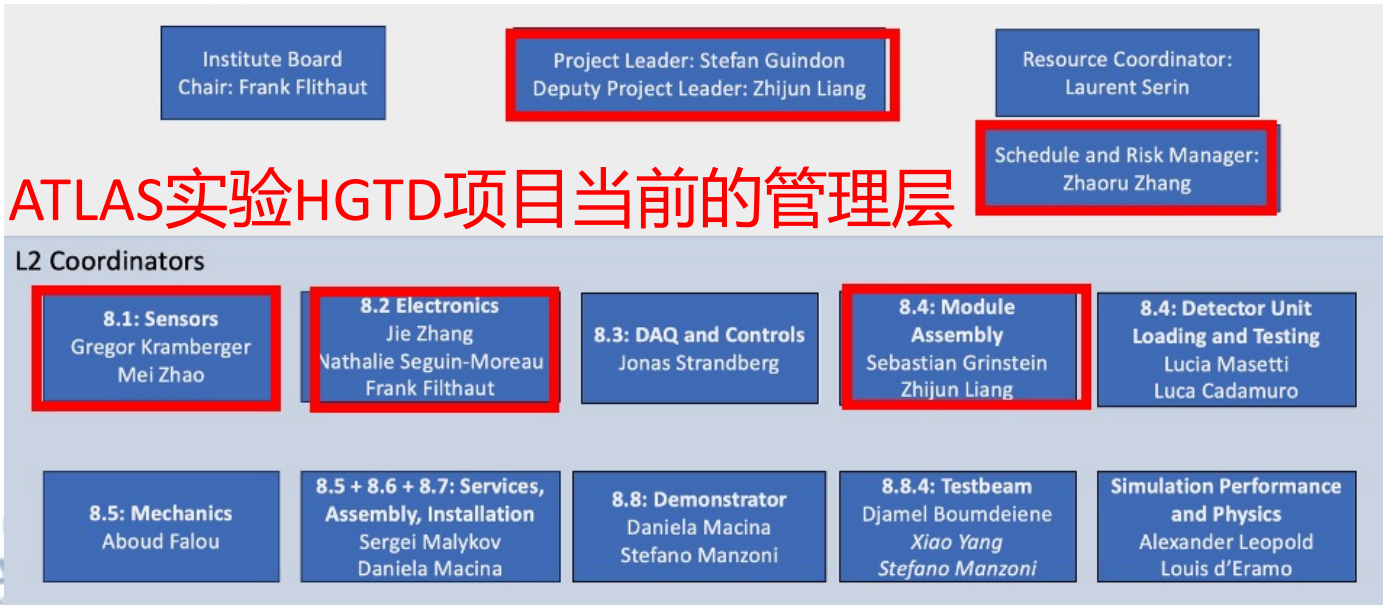 Institute Board
Chair: Frank Flithaut
Project Leader: Stefan Guindon
Deputy Project Leader: Zhijun Liang
Resource Coordinator:
Laurent Serin
Schedule and Risk Manager:
Zhaoru Zhang
ATLAS实验HGTD项目当前的管理层
L2 Coordinators
8.1: Sensors
Gregor Kramberger
Mei Zhao
8.2 Electronics
Jie Zhang
Nathalie Seguin-Moreau
Frank Filthaut
8.3: DAQ and Controls
Jonas Strandberg
8.4: Module
Assembly
Sebastian Grinstein
Zhijun Liang
8.4: Detector Unit
Loading and Testing
Lucia Masetti
Luca Cadamuro
8.5: Mechanics
Aboud Falou
8.5 + 8.6 + 8.7: Services,
Assembly, Installation
Sergei Malykov
Daniela Macina
8.8: Demonstrator
Daniela Macina
Stefano Manzoni
8.8.4: Testbeam
Djamel Boumdeiene
Xiao Yang
Stefano Manzoni
Simulation Performance
and Physics
Alexander Leopold
Louis d'Eramo